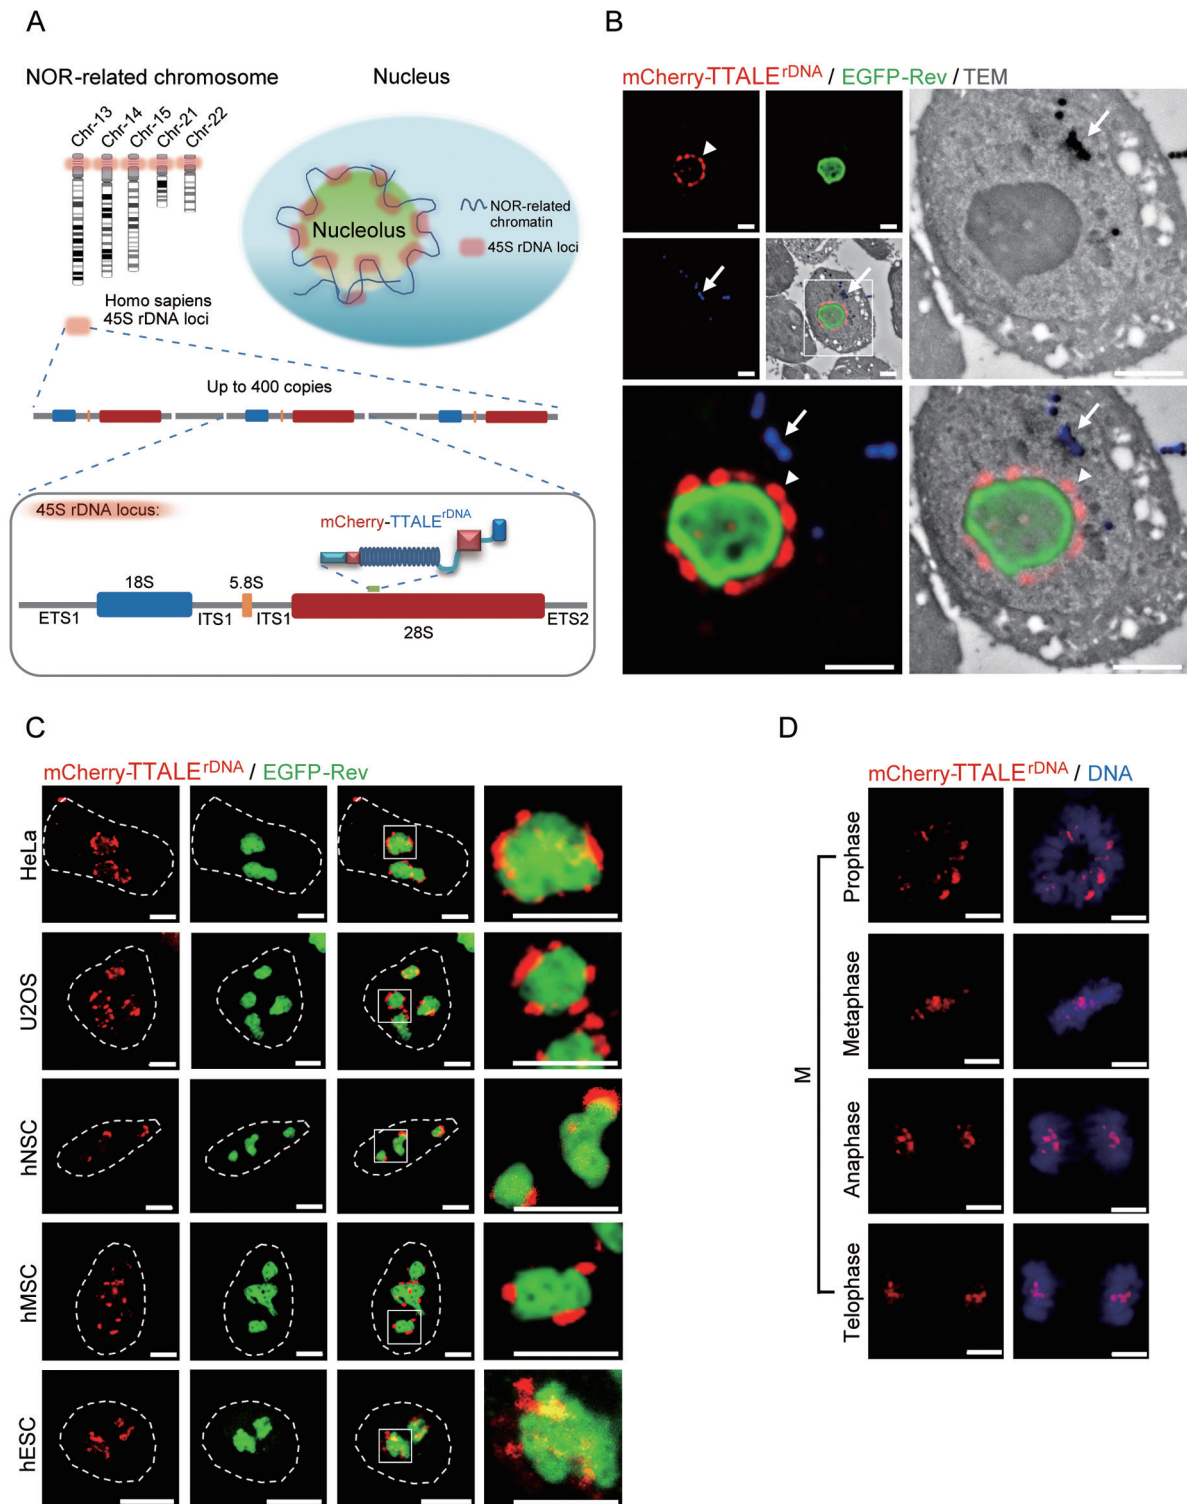 A
NOR-related chromosome
Nucleus
Chr-13
Chr-14
Chr-15
Chr-21
Chr-22
Nucleolus
NOR-related
chromatin
45S rDNA loci
Homo sapiens
45S rDNA loci
Up to 400 copies
45S rDNA locus:
mCherry-TTALE^rDNA
18S
5.8S
ETS1
ITS1
ITS1
28S
ETS2
B
mCherry-TTALE^rDNA / EGFP-Rev / TEM
C
mCherry-TTALE^rDNA / EGFP-Rev
HeLa
U2OS
hNSC
hMSC
hESC
D
mCherry-TTALE^rDNA / DNA
M
Prophase
Metaphase
Anaphase
Telophase